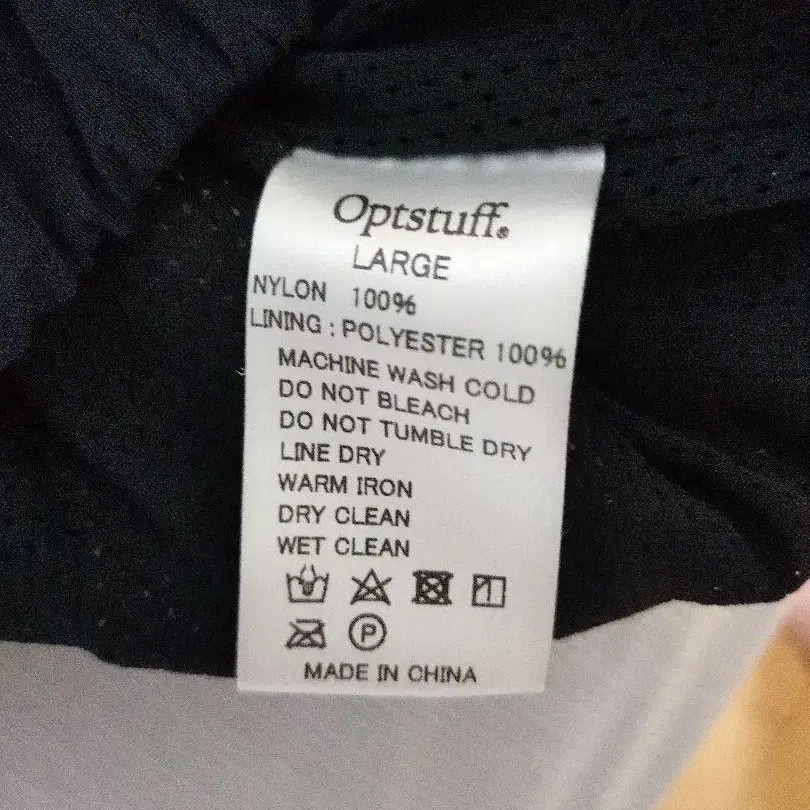 Optstuff.
LARGE
NYLON 100%
LINING : POLYESTER 100%
MACHINE WASH COLD
DO NOT BLEACH
DO NOT TUMBLE DRY
LINE DRY
WARM IRON
DRY CLEAN
WET CLEAN
P
MADE IN CHINA